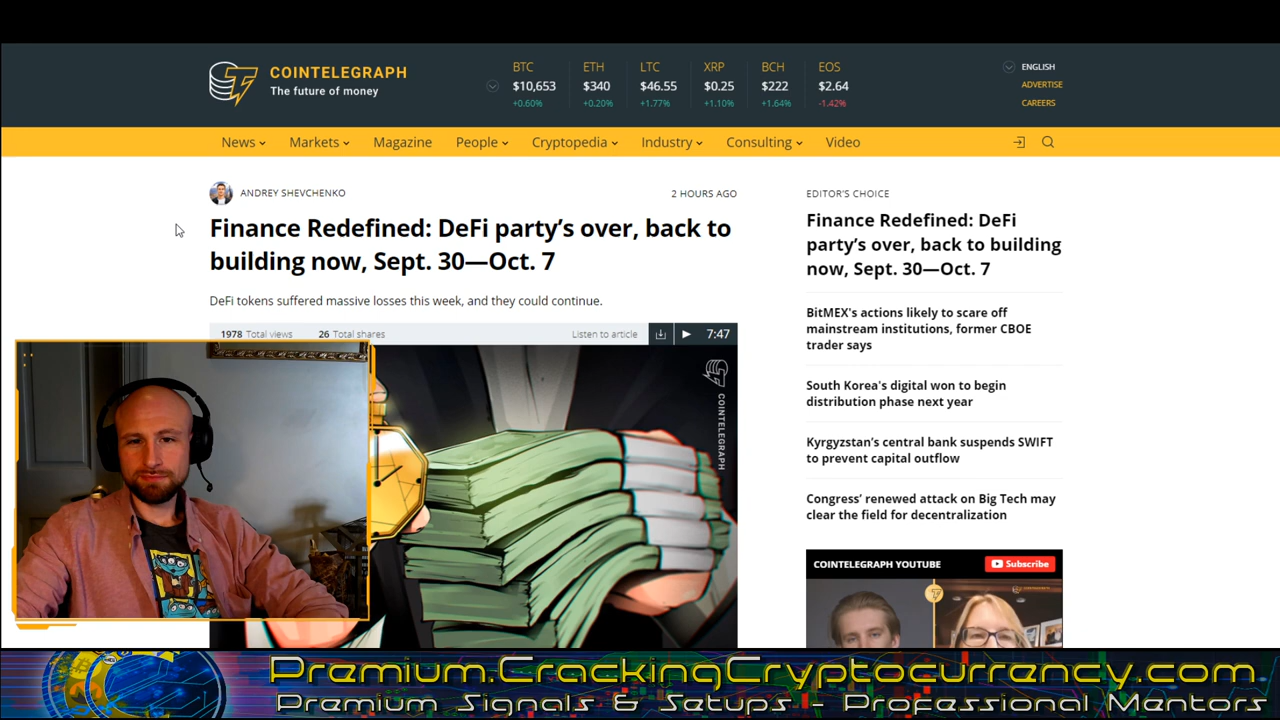 COINTELEGRAPH
The future of money
BTC
$10,653
+0.60%
ETH
$340
+0.20%
LTC
$46.55
+1.77%
XRP
$0.25
+1.10%
BCH
$222
+1.64%
EOS
$2.64
-1.42%
ENGLISH
ADVERTISE
CAREERS
News
Markets
Magazine
People
Cryptopedia
Industry
Consulting
Video
ANDREY SHEVCHENKO
2 HOURS AGO
Finance Redefined: DeFi party’s over, back to
building now, Sept. 30—Oct. 7
DeFi tokens suffered massive losses this week, and they could continue.
1978 Total views
26 Total shares
Listen to article
7:47
COINTELEGRAPH
EDITOR’S CHOICE
Finance Redefined: DeFi
party’s over, back to building
now, Sept. 30—Oct. 7
BitMEX's actions likely to scare off
mainstream institutions, former CBOE
trader says
South Korea's digital won to begin
distribution phase next year
Kyrgyzstan’s central bank suspends SWIFT
to prevent capital outflow
Congress’ renewed attack on Big Tech may
clear the field for decentralization
COINTELEGRAPH YOUTUBE
Subscribe
Premium.CrackingCryptocurrency.com
Premium Signals & Setups - Professional Mentors